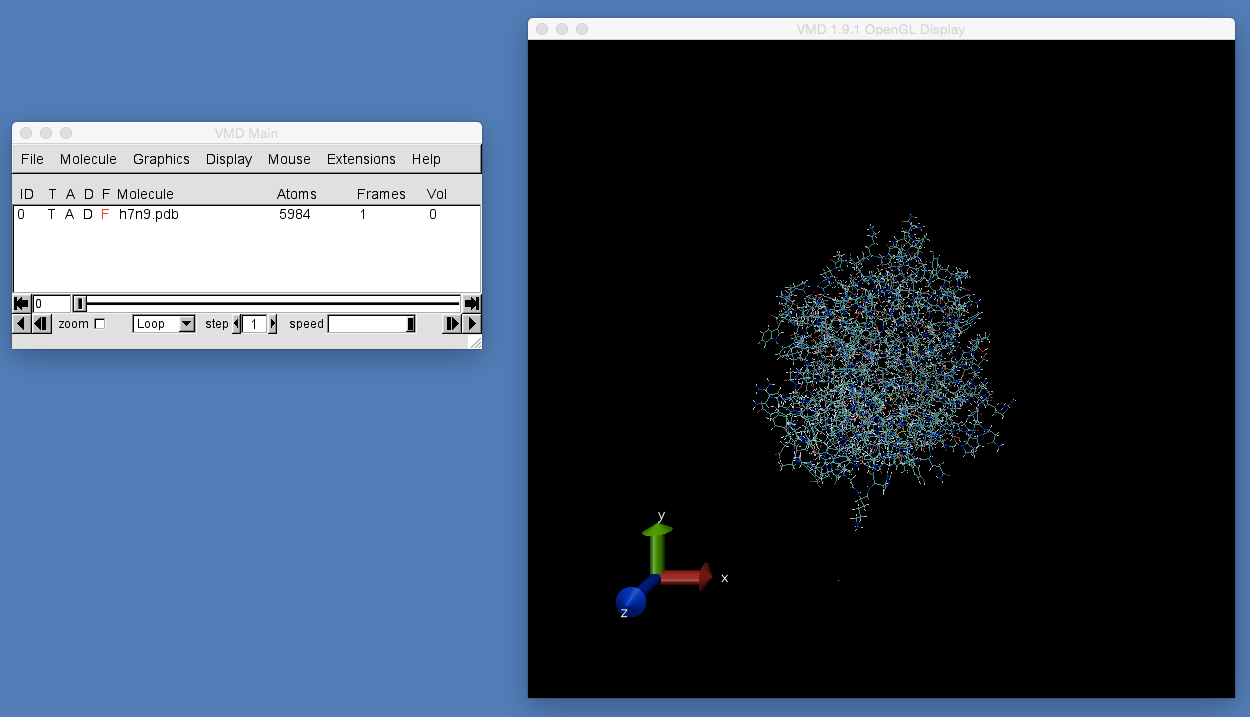 VMD Main
File Molecule Graphics Display Mouse Extensions Help
ID T A D F Molecule Atoms Frames Vol
0 T A D F h7n9.pdb 5984 1 0
0
zoom Loop step 1 speed
VMD 1.9.1 OpenGL Display
y
x
z